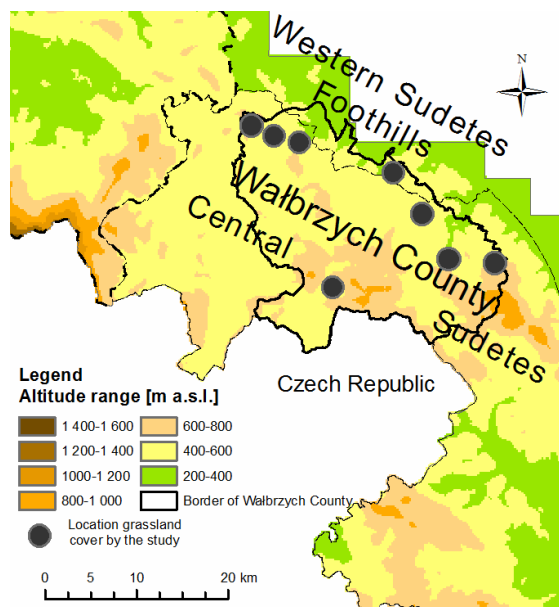 Western Sudetes
Foothills
N
Wałbrzych County
Central
Sudetes
Czech Republic
Legend
Altitude range [m a.s.l.]
1 400-1 600
600-800
1 200-1 400
400-600
1000-1 200
200-400
800-1 000
Border of Wałbrzych County
Location grassland
cover by the study
0 5 10 20 km